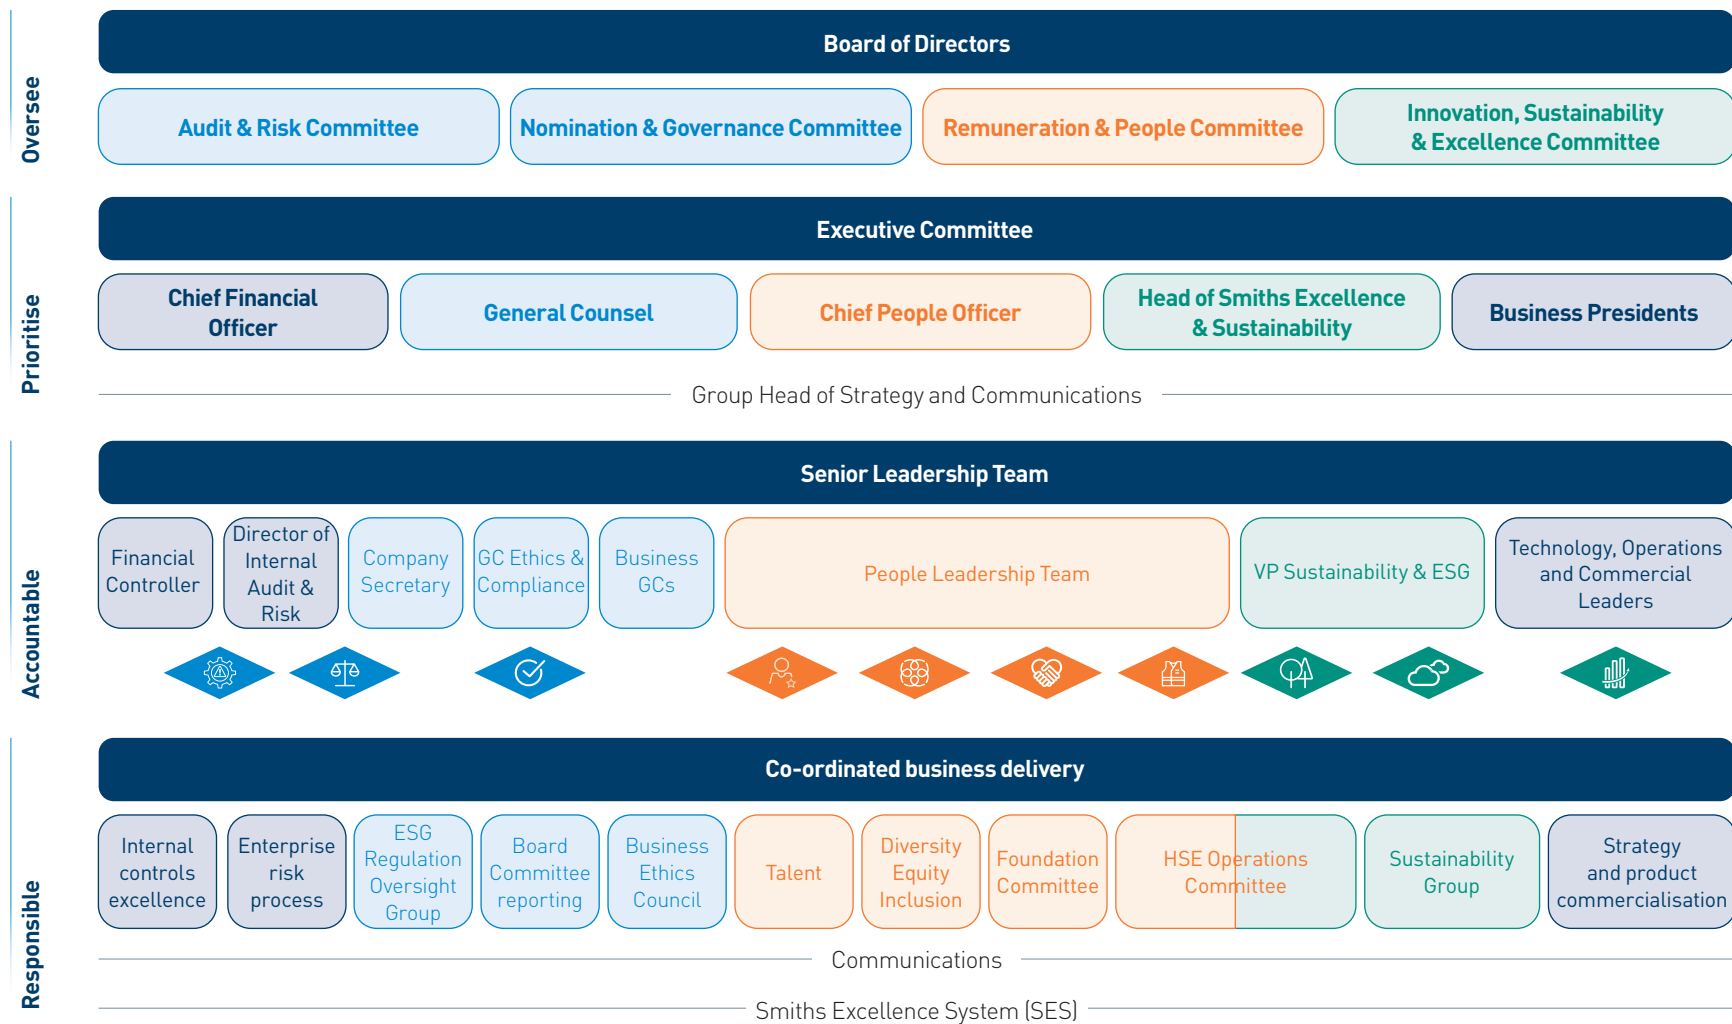 Oversee
Board of Directors
Audit & Risk Committee
Nomination & Governance Committee
Remuneration & People Committee
Innovation, Sustainability
& Excellence Committee
Prioritise
Executive Committee
Chief Financial
Officer
General Counsel
Chief People Officer
Head of Smiths Excellence
& Sustainability
Business Presidents
Group Head of Strategy and Communications
Accountable
Senior Leadership Team
Financial
Controller
Director of
Internal
Audit &
Risk
Company
Secretary
GC Ethics &
Compliance
Business
GCs
People Leadership Team
VP Sustainability & ESG
Technology, Operations
and Commercial
Leaders
Responsible
Co-ordinated business delivery
Internal
controls
excellence
Enterprise
risk
process
ESG
Regulation
Oversight
Group
Board
Committee
reporting
Business
Ethics
Council
Talent
Diversity
Equity
Inclusion
Foundation
Committee
HSE Operations
Committee
Sustainability
Group
Strategy
and product
commercialisation
Communications
Smiths Excellence System (SES)